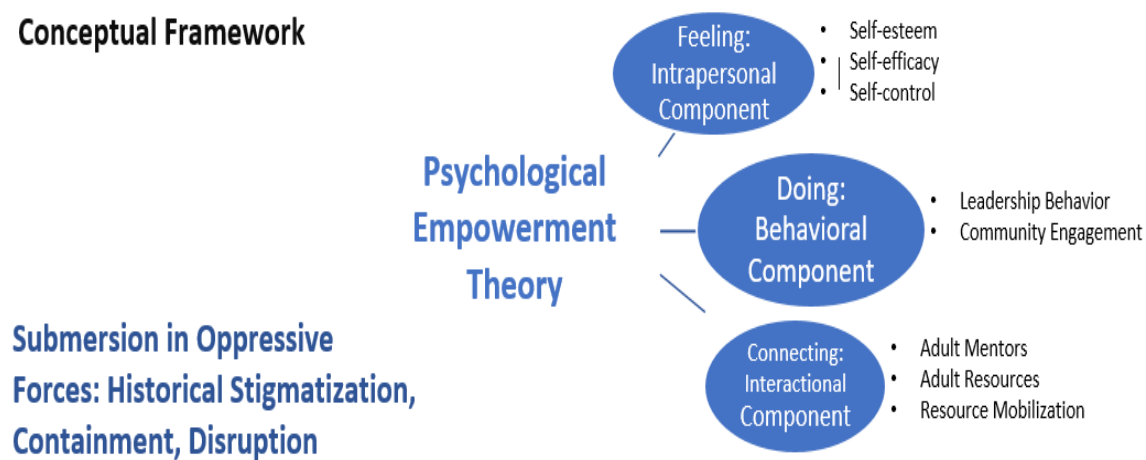 Conceptual Framework
Feeling:
Intrapersonal
Component
• Self-esteem
• Self-efficacy
• Self-control
Psychological
Empowerment
Theory
Doing:
Behavioral
Component
• Leadership Behavior
• Community Engagement
Connecting:
Interactional
Component
• Adult Mentors
• Adult Resources
• Resource Mobilization
Submersion in Oppressive
Forces: Historical Stigmatization,
Containment, Disruption